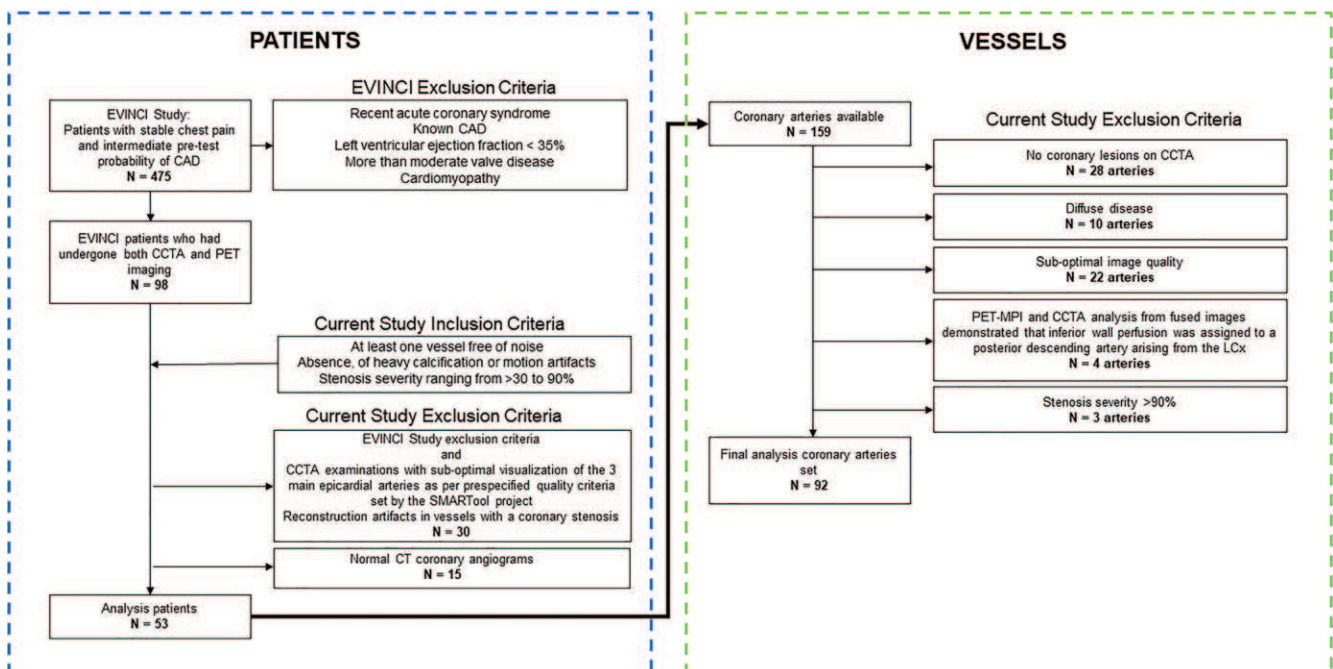 PATIENTS
EVINCI Study:
Patients with stable chest pain
and intermediate pre-test
probability of CAD
N = 475
EVINCI Exclusion Criteria
Recent acute coronary syndrome
Known CAD
Left ventricular ejection fraction < 35%
More than moderate valve disease
Cardiomyopathy
EVINCI patients who had
undergone both CCTA and PET
imaging
N = 98
Current Study Inclusion Criteria
At least one vessel free of noise
Absence, of heavy calcification or motion artifacts
Stenosis severity ranging from >30 to 90%
Current Study Exclusion Criteria
EVINCI Study exclusion criteria
and
CCTA examinations with sub-optimal visualization of the 3
main epicardial arteries as per prespecified quality criteria
set by the SMARTool project
Reconstruction artifacts in vessels with a coronary stenosis
N = 30
Normal CT coronary angiograms
N = 15
Analysis patients
N = 53
VESSELS
Coronary arteries available
N = 159
Current Study Exclusion Criteria
No coronary lesions on CCTA
N = 28 arteries
Diffuse disease
N = 10 arteries
Sub-optimal image quality
N = 22 arteries
PET-MPI and CCTA analysis from fused images
demonstrated that inferior wall perfusion was assigned to a
posterior descending artery arising from the LCx
N = 4 arteries
Stenosis severity >90%
N = 3 arteries
Final analysis coronary arteries
set
N = 92